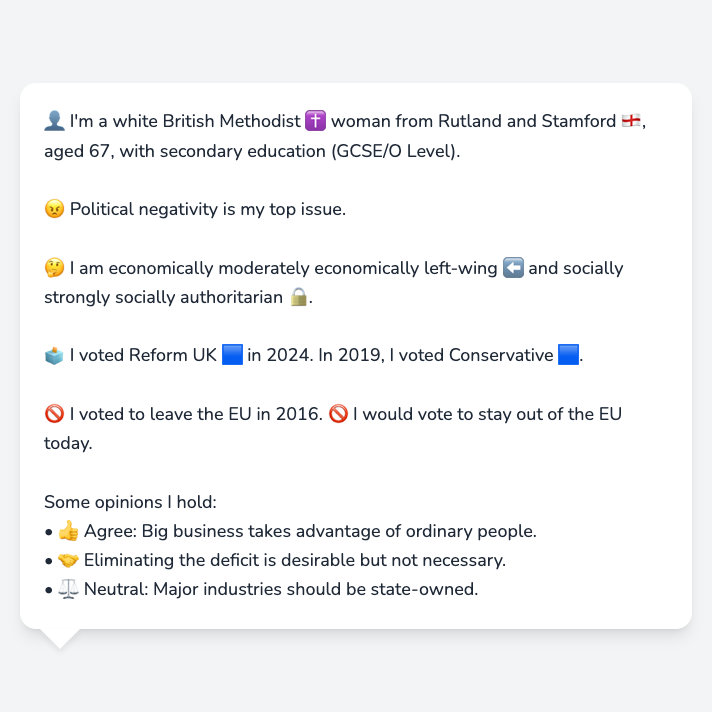 👤 I'm a white British Methodist ✝️ woman from Rutland and Stamford 🏴󠁧󠁢󠁥󠁮󠁧󠁿,
aged 67, with secondary education (GCSE/O Level).
😠 Political negativity is my top issue.
🤔 I am economically moderately economically left-wing ⬅️ and socially
strongly socially authoritarian 🔒.
🗳️ I voted Reform UK 🟦 in 2024. In 2019, I voted Conservative 🟦.
🚫 I voted to leave the EU in 2016. 🚫 I would vote to stay out of the EU
today.
Some opinions I hold:
• 👍 Agree: Big business takes advantage of ordinary people.
• 🤝 Eliminating the deficit is desirable but not necessary.
• ⚖️ Neutral: Major industries should be state-owned.